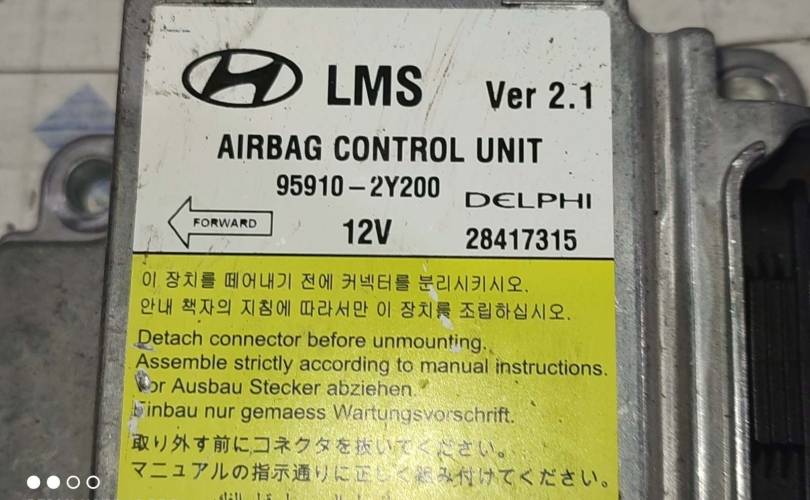 LMS Ver 2.1
AIRBAG CONTROL UNIT
95910-2Y200 DELPHI
FORWARD 12V 28417315
이 장치를 떼어내기 전에 커넥터를 분리시키시오.
안내 책자의 지침에 따라서만 이 장치를 조립하십시오.
Detach connector before unmounting.
Assemble strictly according to manual instructions.
Vor Ausbau Stecker abziehen.
Einbau nur gemaess Wartungsvorschrift.
取り外す前にコネクタを抜いてください。
マニュアルの指示通りに正しく組み付けてください。